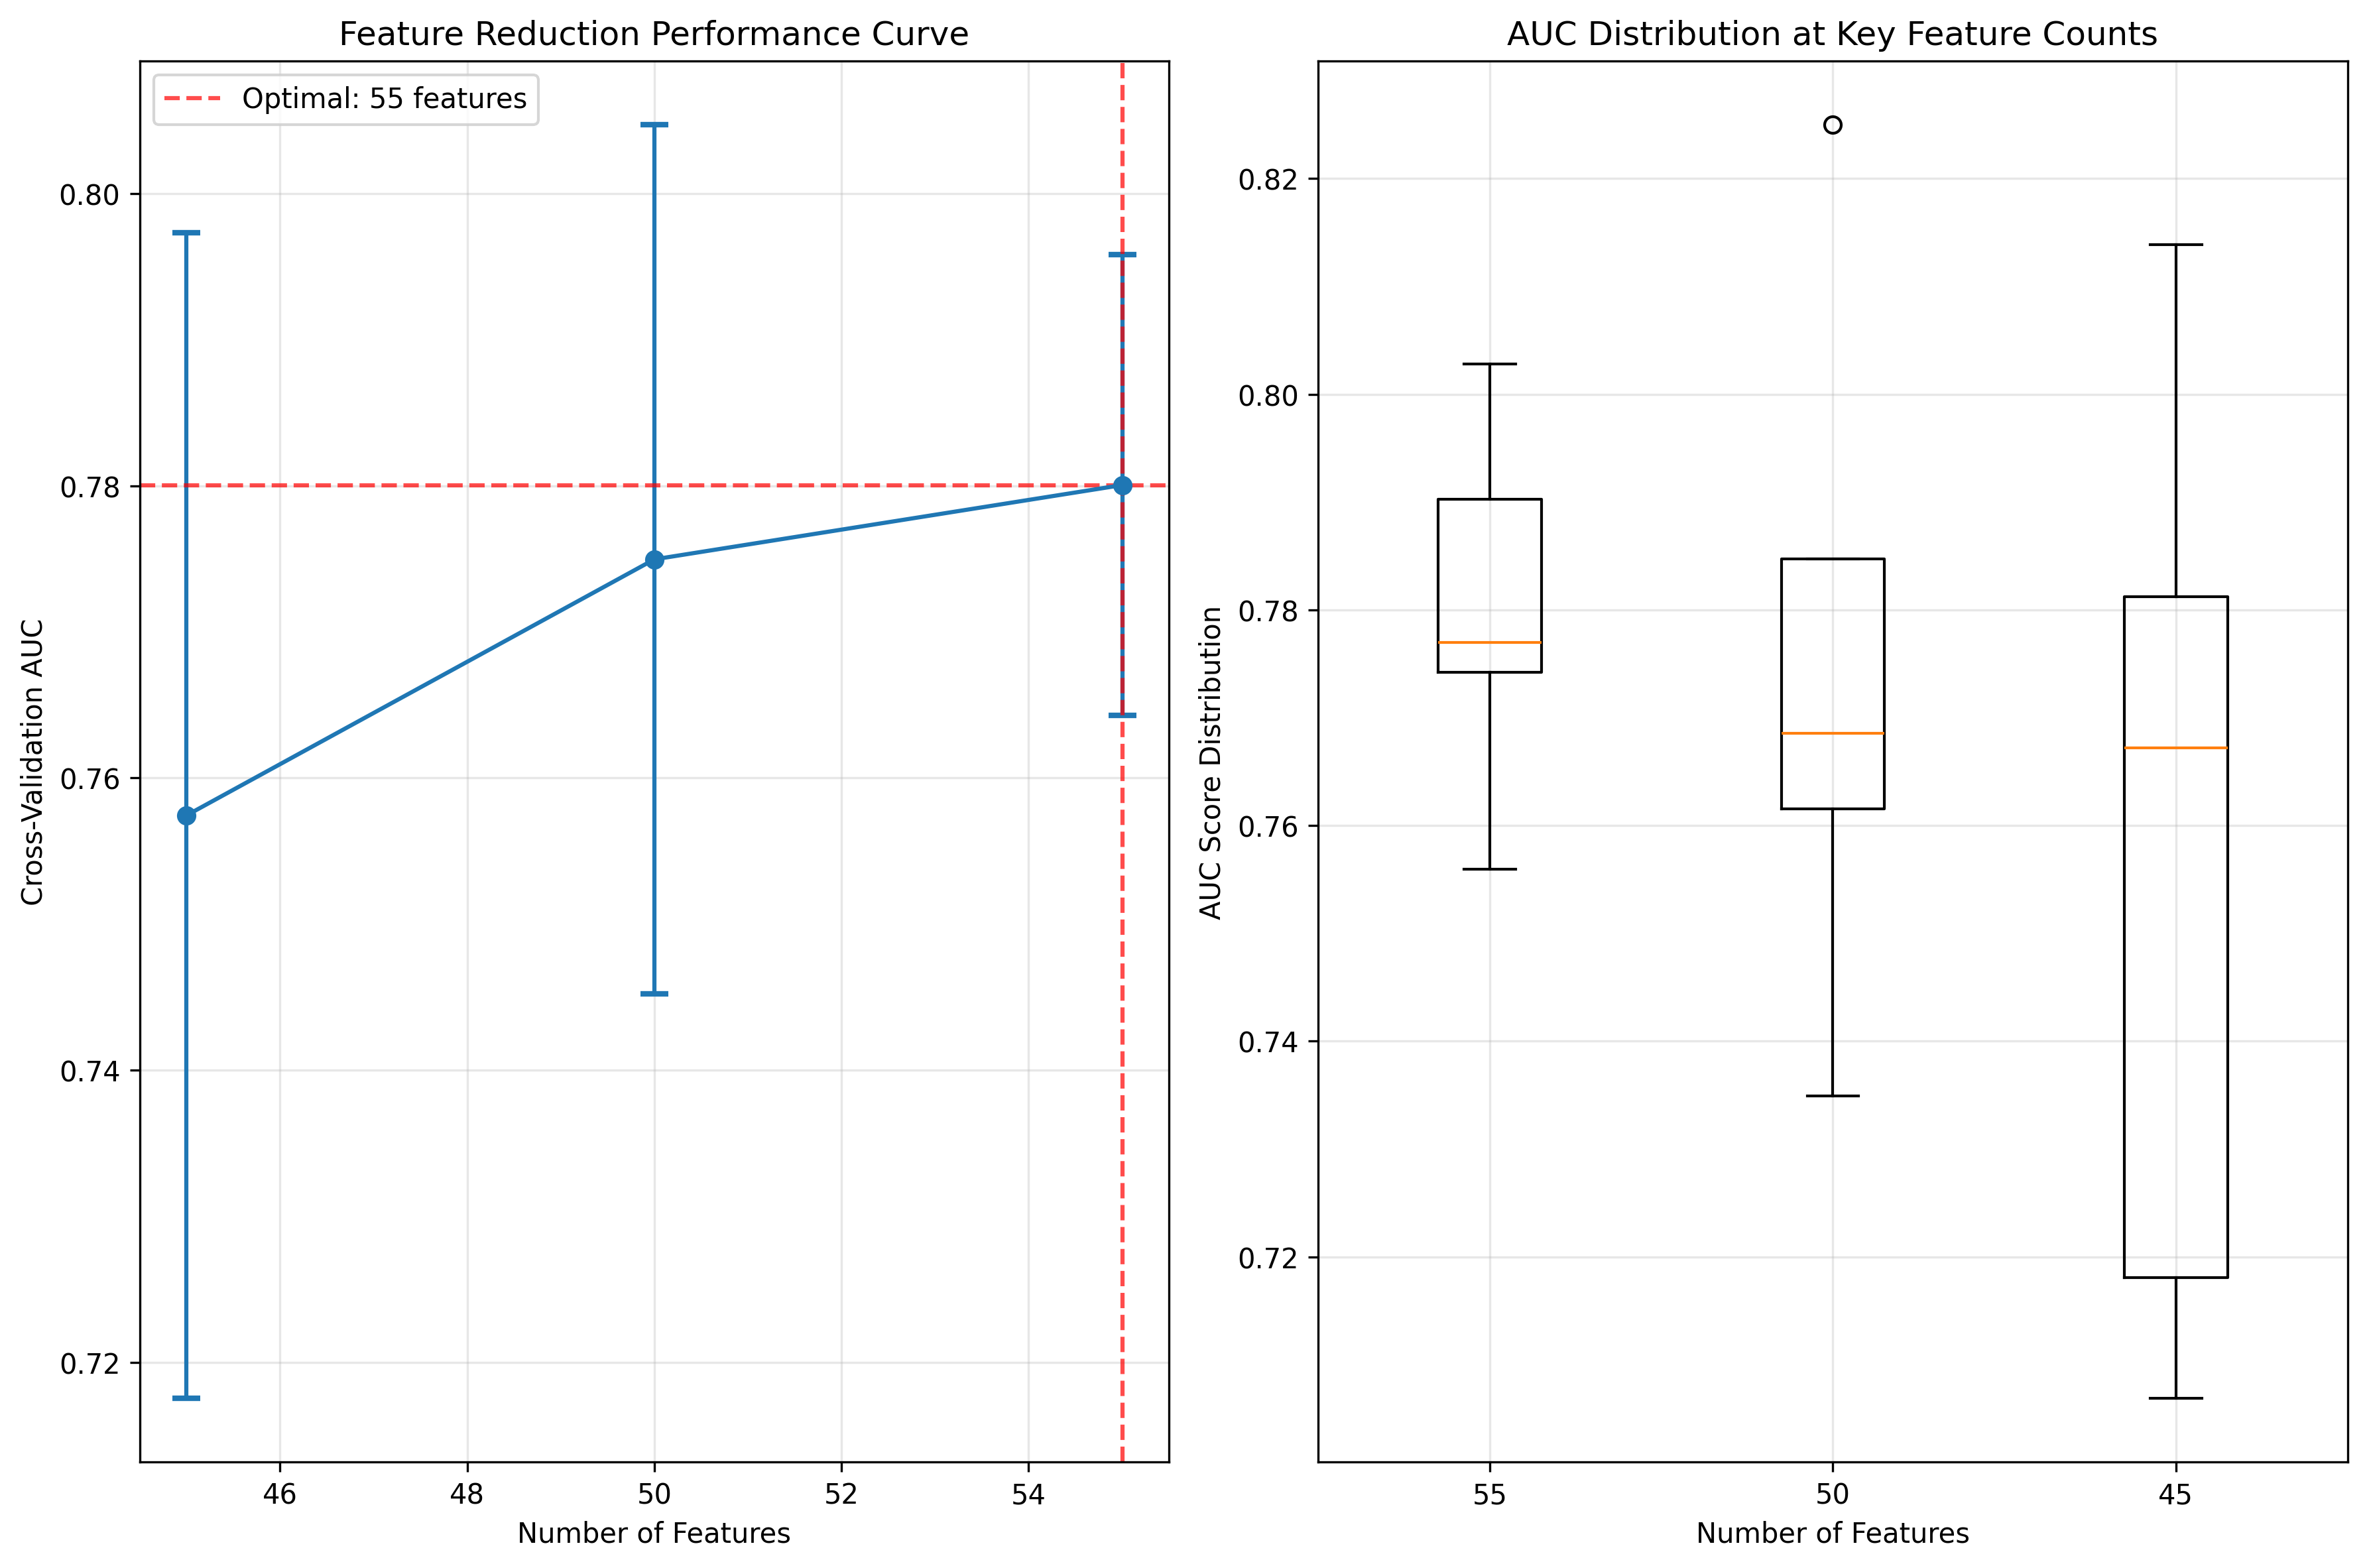 Feature Reduction Performance Curve
Optimal: 55 features
Cross-Validation AUC
0.80
0.78
0.76
0.74
0.72
46 48 50 52 54
Number of Features
AUC Distribution at Key Feature Counts
AUC Score Distribution
0.82
0.80
0.78
0.76
0.74
0.72
55 50 45
Number of Features